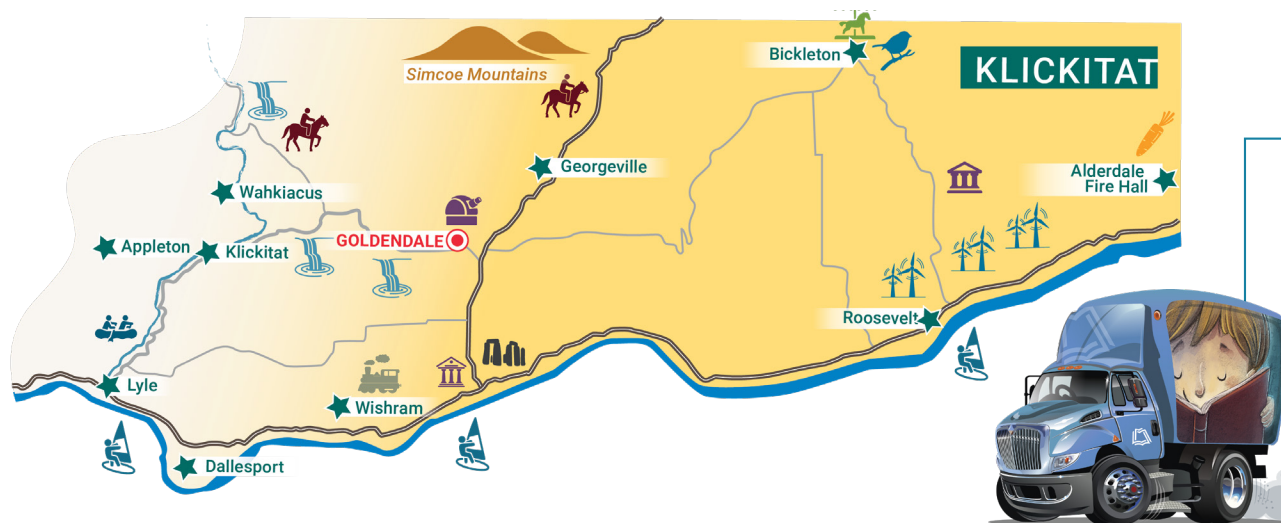 Bickleton
KLICKITAT
Simcoe Mountains
Georgeville
Alderdale
Fire Hall
Wahkiacus
GOLDENDALE
Appleton
Klickitat
Roosevelt
Lyle
Wishram
Dallesport